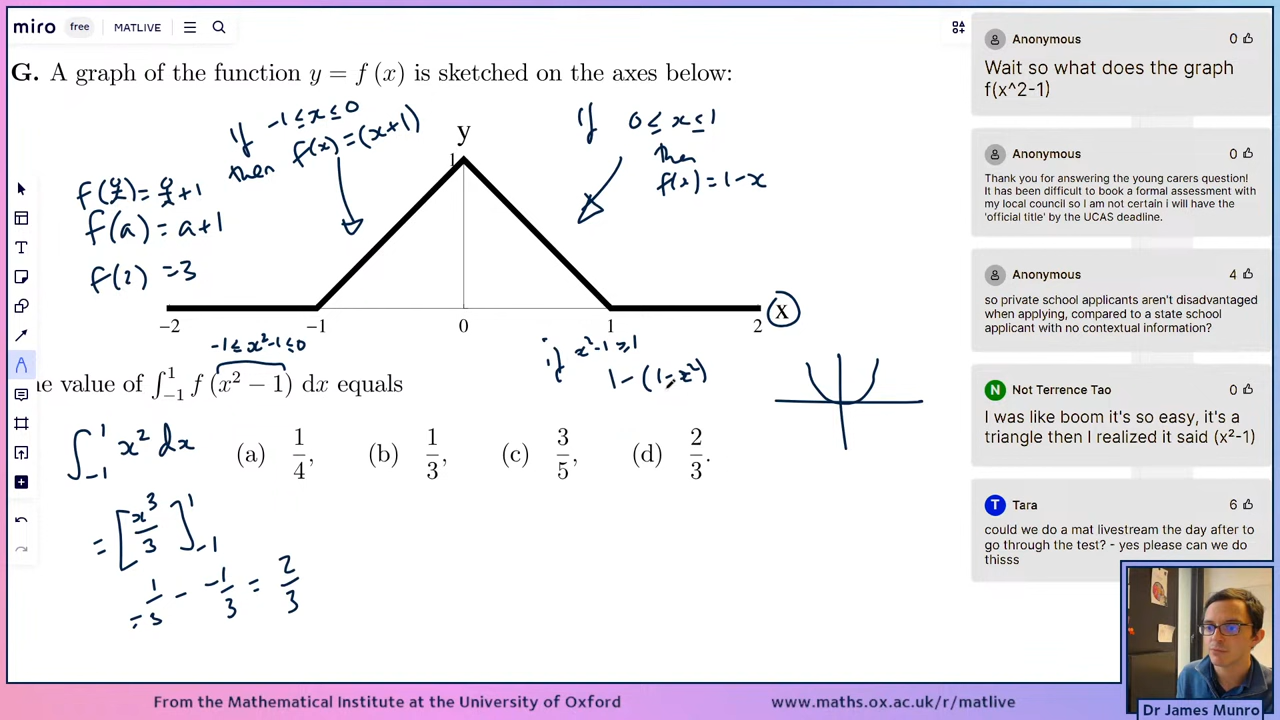 miro free MATLIVE
G. A graph of the function y = f (x) is sketched on the axes below:
if -1 ≤ x ≤ 0
then f(x) = (x+1)
if 0 ≤ x ≤ 1
then
f(x) = 1-x
y
1
f(a) = a+1
f(2) = 3
x
-2 -1 0 1 2
-1 ≤ x²-1 ≤ 0
if x²-1 ≥ 1
1-(1-x²)
e value of ∫₋₁¹ f (x² − 1) dx equals
∫₋₁¹ x² dx
(a) 1/4, (b) 1/3, (c) 3/5, (d) 2/3.
= [x³/3]₋₁¹
= 1/3 - -1/3 = 2/3
Anonymous 0
Wait so what does the graph
f(x^2-1)
Anonymous 0
Thank you for answering the young carers question!
It has been difficult to book a formal assessment with
my local council so I am not certain i will have the
'official title' by the UCAS deadline.
Anonymous 4
so private school applicants aren't disadvantaged
when applying, compared to a state school
applicant with no contextual information?
N Not Terrence Tao 0
I was like boom it's so easy, it's a
triangle then I realized it said (x²-1)
T Tara 6
could we do a mat livestream the day after to
go through the test? - yes please can we do
thisss
From the Mathematical Institute at the University of Oxford
www.maths.ox.ac.uk/r/matlive
Dr James Munro